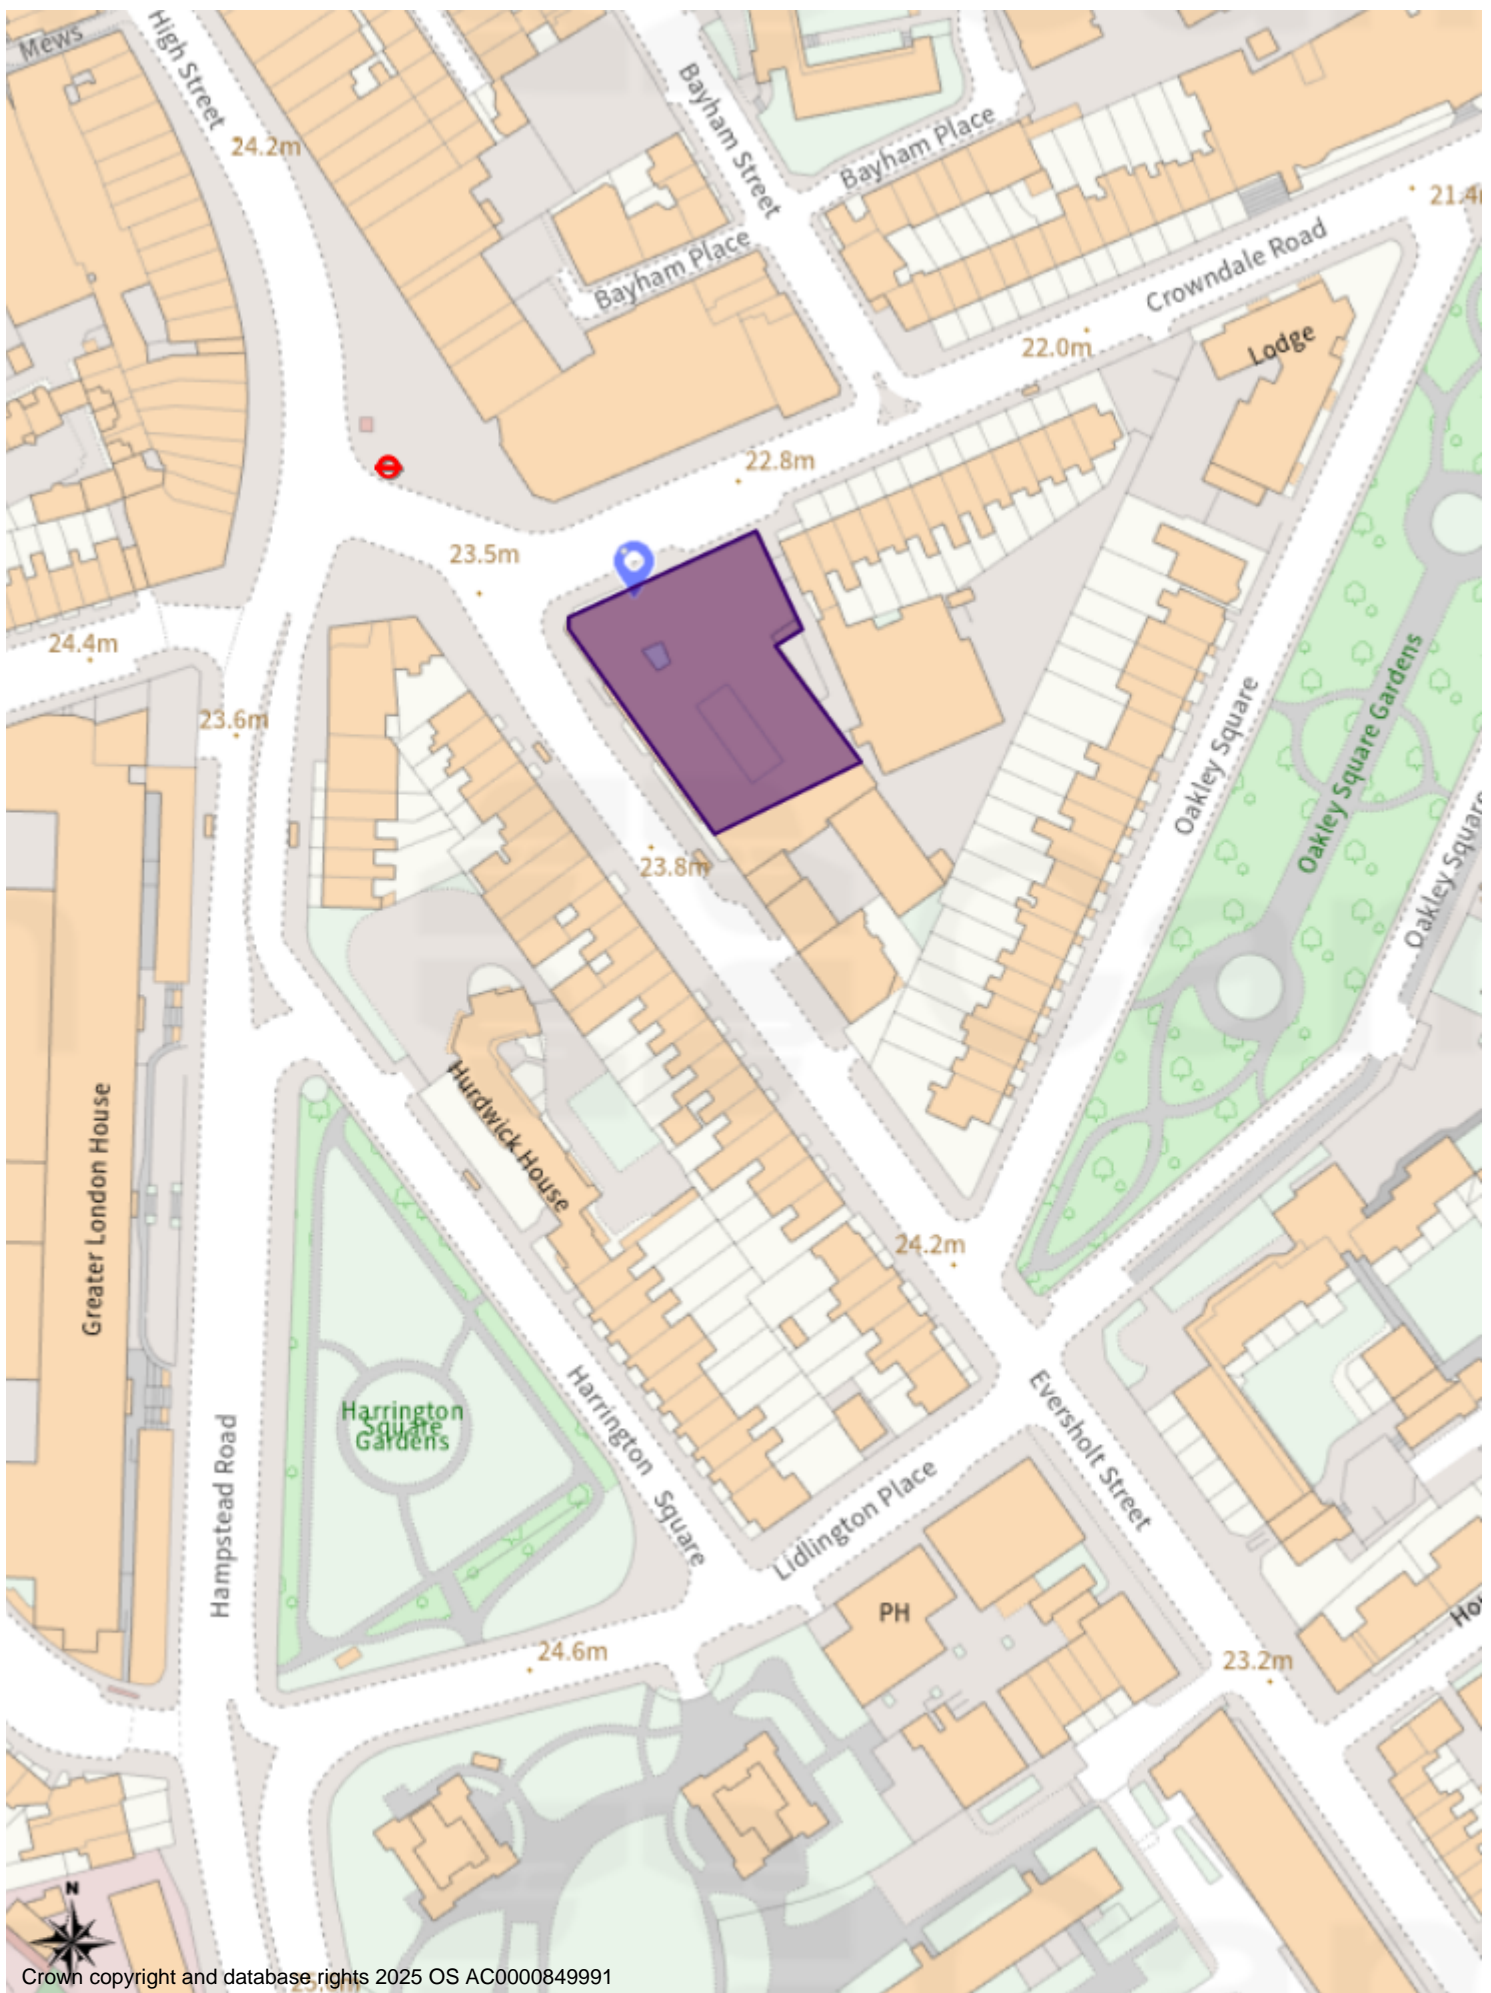 Mews
High Street
24.2m
Bayham Street
Bayham Place
Bayham Place
Crowndale Road
22.0m
Lodge
22.8m
23.5m
24.4m
23.6m
23.8m
Oakley Square
Oakley Square Gardens
Oakley Square
Greater London House
Hurdwick House
24.2m
Harrington
Square
Gardens
Hampstead Road
Harrington Square
Eversholt Street
Lidlington Place
PH
24.6m
23.2m
N
Crown copyright and database rights 2025 OS AC0000849991